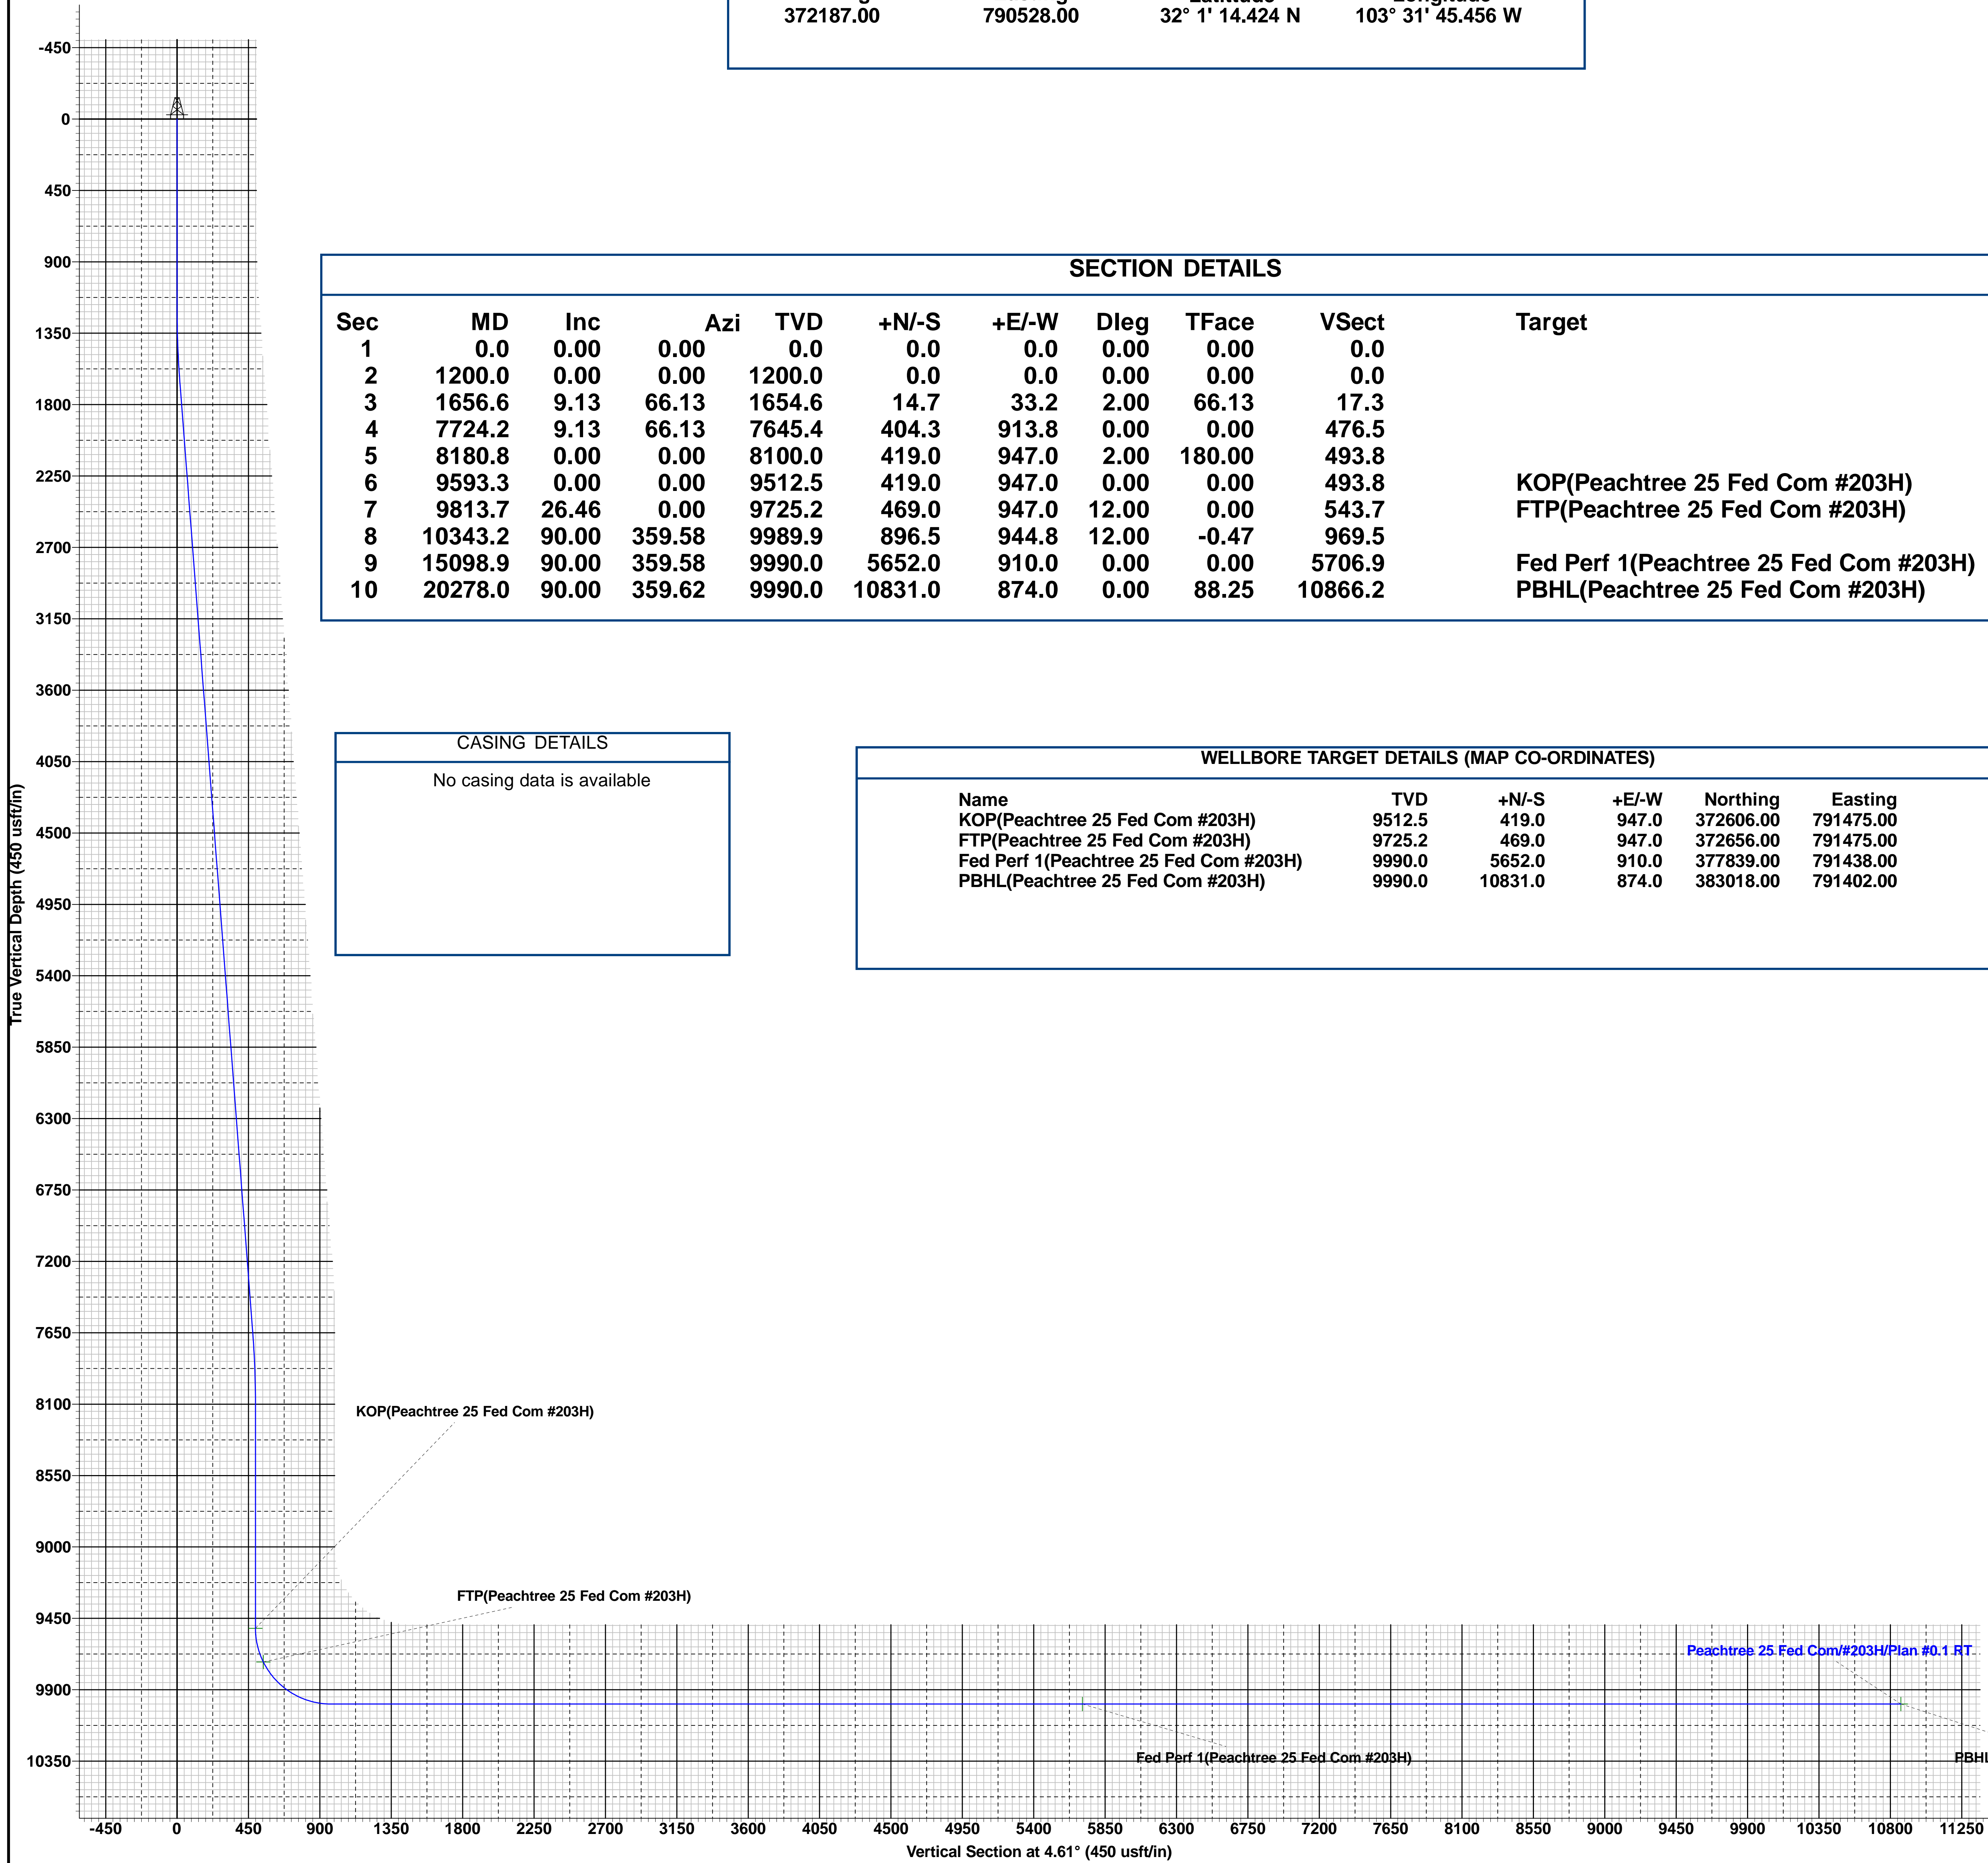 372187.00 790528.00 32° 1' 14.424 N 103° 31' 45.456 W
SECTION DETAILS
Sec MD Inc Azi TVD +N/-S +E/-W Dleg TFace VSect Target
1 0.0 0.00 0.00 0.0 0.0 0.0 0.00 0.00 0.0
2 1200.0 0.00 0.00 1200.0 0.0 0.0 0.00 0.00 0.0
3 1656.6 9.13 66.13 1654.6 14.7 33.2 2.00 66.13 17.3
4 7724.2 9.13 66.13 7645.4 404.3 913.8 0.00 0.00 476.5
5 8180.8 0.00 0.00 8100.0 419.0 947.0 2.00 180.00 493.8
6 9593.3 0.00 0.00 9512.5 419.0 947.0 0.00 0.00 493.8 KOP(Peachtree 25 Fed Com #203H)
7 9813.7 26.46 0.00 9725.2 469.0 947.0 12.00 0.00 543.7 FTP(Peachtree 25 Fed Com #203H)
8 10343.2 90.00 359.58 9989.9 896.5 944.8 12.00 -0.47 969.5
9 15098.9 90.00 359.58 9990.0 5652.0 910.0 0.00 0.00 5706.9 Fed Perf 1(Peachtree 25 Fed Com #203H)
10 20278.0 90.00 359.62 9990.0 10831.0 874.0 0.00 88.25 10866.2 PBHL(Peachtree 25 Fed Com #203H)
CASING DETAILS
No casing data is available
WELLBORE TARGET DETAILS (MAP CO-ORDINATES)
Name TVD +N/-S +E/-W Northing Easting
KOP(Peachtree 25 Fed Com #203H) 9512.5 419.0 947.0 372606.00 791475.00
FTP(Peachtree 25 Fed Com #203H) 9725.2 469.0 947.0 372656.00 791475.00
Fed Perf 1(Peachtree 25 Fed Com #203H) 9990.0 5652.0 910.0 377839.00 791438.00
PBHL(Peachtree 25 Fed Com #203H) 9990.0 10831.0 874.0 383018.00 791402.00
True Vertical Depth (450 usft/in)
-450
0
450
900
1350
1800
2250
2700
3150
3600
4050
4500
4950
5400
5850
6300
6750
7200
7650
8100
8550
9000
9450
9900
10350
KOP(Peachtree 25 Fed Com #203H)
FTP(Peachtree 25 Fed Com #203H)
Peachtree 25 Fed Com/#203H/Plan #0.1 RT
Fed Perf 1(Peachtree 25 Fed Com #203H)
-450 0 450 900 1350 1800 2250 2700 3150 3600 4050 4500 4950 5400 5850 6300 6750 7200 7650 8100 8550 9000 9450 9900 10350 10800 11250
Vertical Section at 4.61° (450 usft/in)